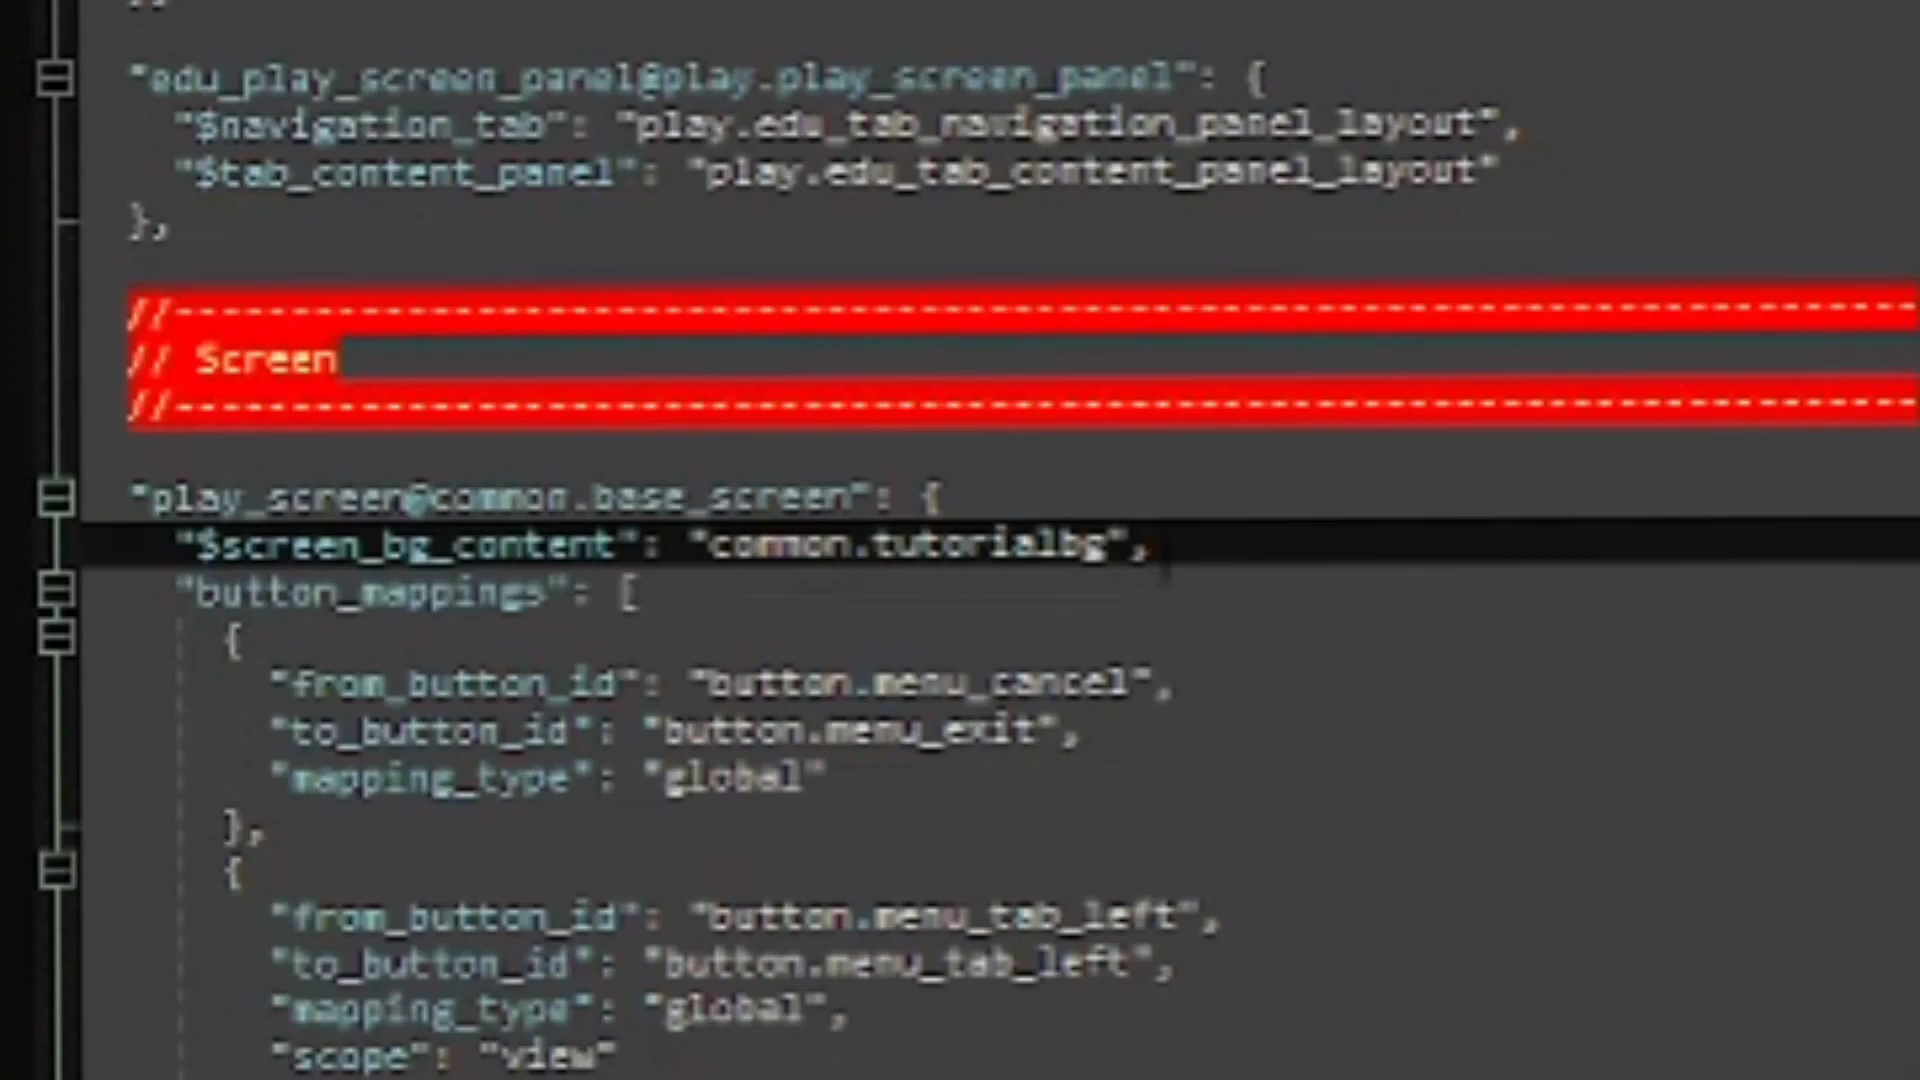 "edu_play_screen_panel@play.play_screen_panel": {
"$navigation_tab": "play.edu_tab_navigation_panel_layout",
"$tab_content_panel": "play.edu_tab_content_panel_layout"
},
//--------------------------------------------------------------------------
// Screen
//--------------------------------------------------------------------------
"play_screen@common.base_screen": {
"$screen_bg_content": "common.tutorialbg",
"button_mappings": [
{
"from_button_id": "button.menu_cancel",
"to_button_id": "button.menu_exit",
"mapping_type": "global"
},
{
"from_button_id": "button.menu_tab_left",
"to_button_id": "button.menu_tab_left",
"mapping_type": "global",
"scope": "view"